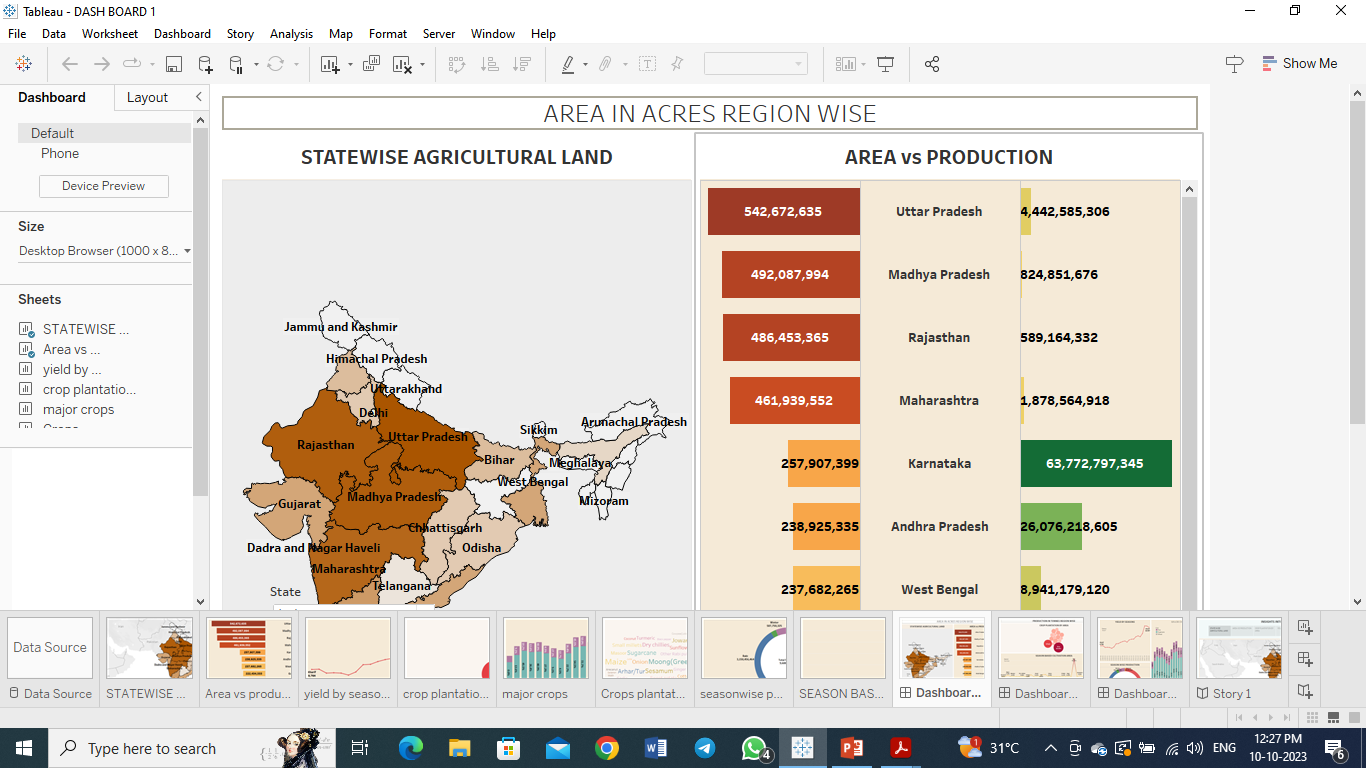 Tableau - DASH BOARD 1
File Data Worksheet Dashboard Story Analysis Map Format Server Window Help
Show Me
Dashboard Layout
Default
Phone
Device Preview
Size
Desktop Browser (1000 x 8...
Sheets
STATEWISE ...
Area vs ...
yield by ...
crop plantatio...
major crops
AREA IN ACRES REGION WISE
STATEWISE AGRICULTURAL LAND
Jammu and Kashmir
Himachal Pradesh
Uttarakhand
Delhi
Arunachal Pradesh
Sikkim
Rajasthan
Uttar Pradesh
Bihar
Meghalaya
West Bengal
Madhya Pradesh
Mizoram
Gujarat
Chhattisgarh
Dadra and Nagar Haveli
Odisha
Maharashtra
Telangana
State
AREA vs PRODUCTION
542,672,635 Uttar Pradesh 4,442,585,306
492,087,994 Madhya Pradesh 824,851,676
486,453,365 Rajasthan 589,164,332
461,939,552 Maharashtra 1,878,564,918
257,907,399 Karnataka 63,772,797,345
238,925,335 Andhra Pradesh 26,076,218,605
237,682,265 West Bengal 8,941,179,120
Data Source
Data Source
STATEWISE ...
Area vs produ...
yield by seaso...
crop plantatio...
major crops
Crops plantat...
seasonwise p...
SEASON BAS...
Dashboar...
Dashboar...
Dashboar...
Story 1
Type here to search
4
1
31°C
ENG
12:27 PM
10-10-2023
6